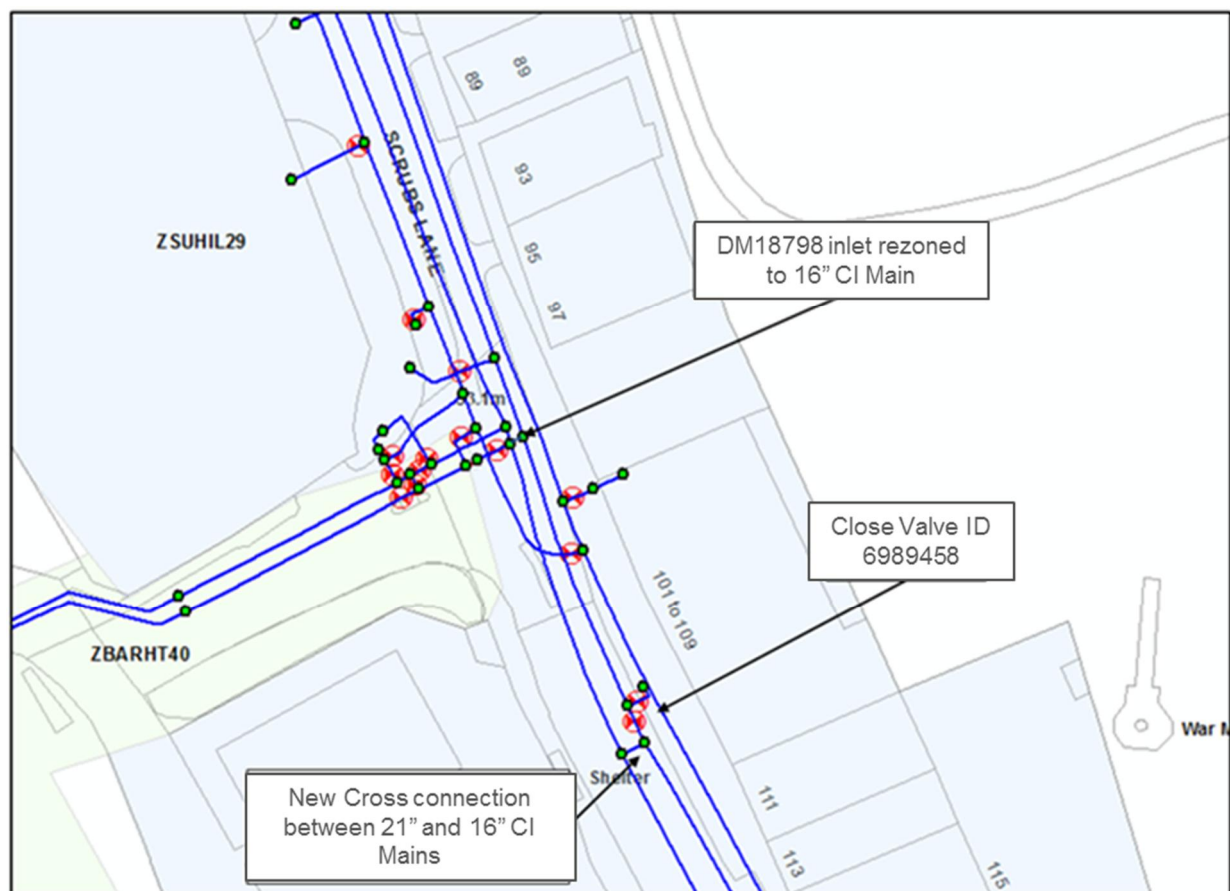 89
89
SCRUBS LANE
93
ZSUHIL29
95
DM18798 inlet rezoned
to 16" CI Main
97
Close Valve ID
6989458
101 to 109
ZBARHT40
War
Shelter
New Cross connection
between 21" and 16" CI
Mains
111
113
115